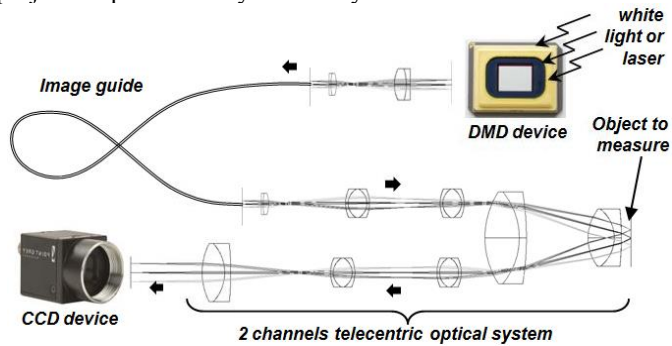 white
light or
laser
Image guide
DMD device
Object to
measure
CCD device
2 channels telecentric optical system